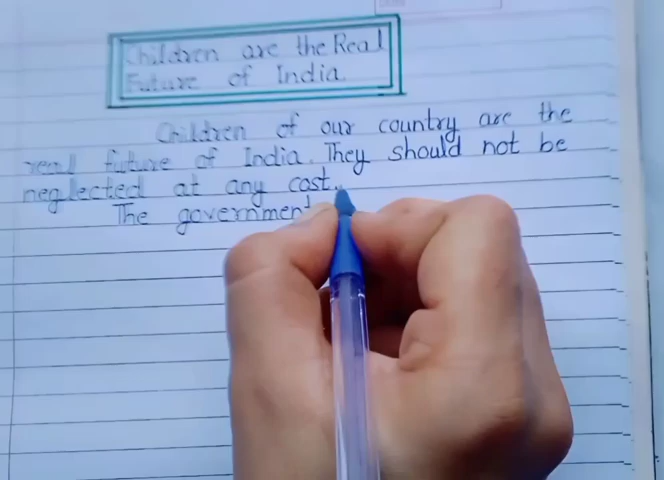 Children are the Real
Future of India
Children of our country are the
real future of India. They should not be
neglected at any cost.
The government